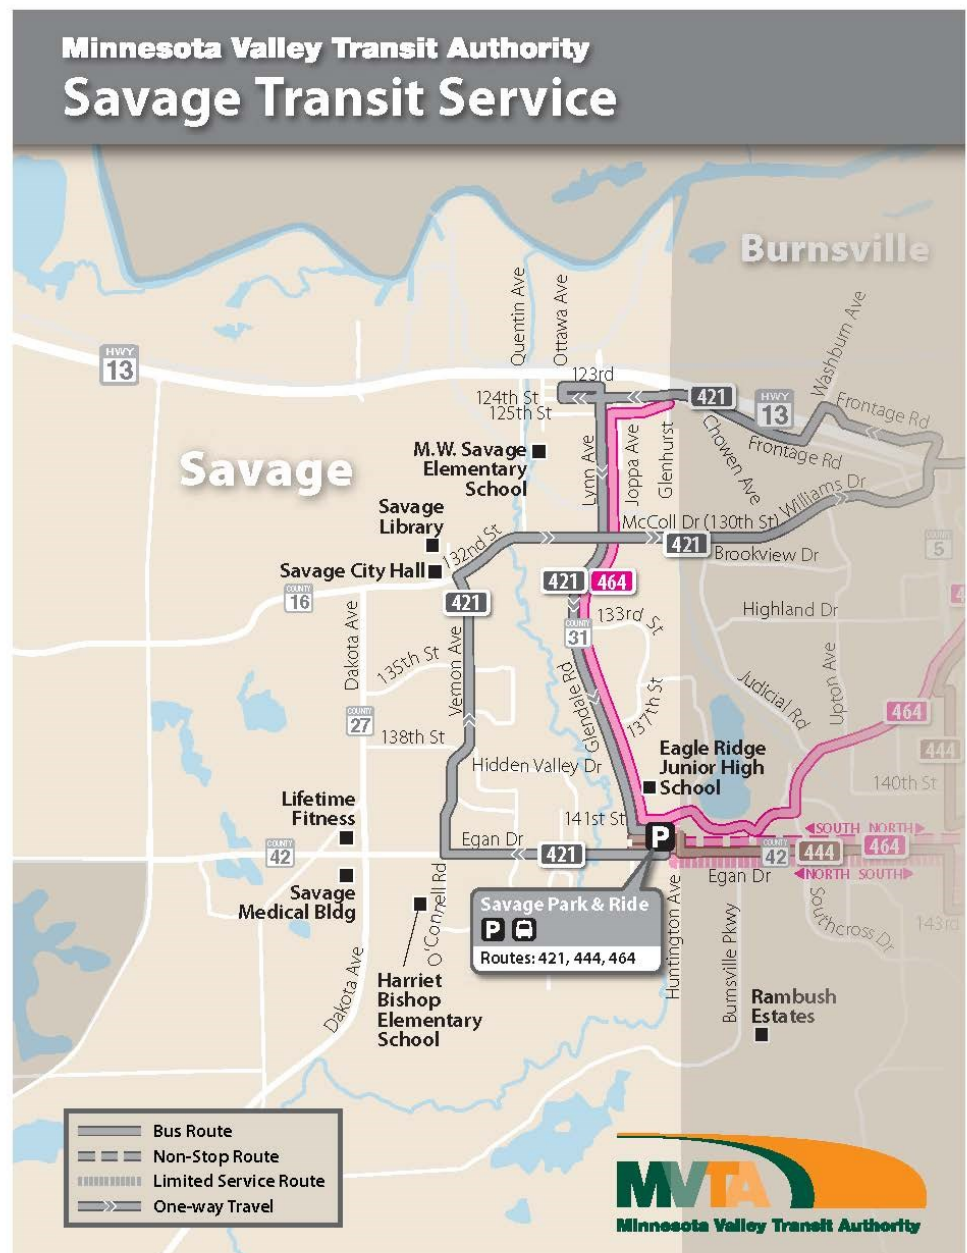 Minnesota Valley Transit Authority
Savage Transit Service
Burnsville
HWY
13
Quentin Ave
Ottawa Ave
Washburn Ave
123rd
124th St
125th St
421
HWY
13
Frontage Rd
Frontage Rd
Savage
M.W. Savage
Elementary
School
Lynn Ave
Joppa Ave
Glenhurst
Chowen Ave
Williams Dr
Savage
Library
132nd St
McColl Dr (130th St)
421
Brookview Dr
COUNTY
5
Savage City Hall
COUNTY
16
421
421
464
4
Highland Dr
COUNTY
31
133rd St
Dakota Ave
Vernon Ave
135th St
Glendale Rd
137th St
Judicial Rd
Upton Ave
464
COUNTY
27
138th St
444
Hidden Valley Dr
Eagle Ridge
Junior High
School
140th St
Lifetime
Fitness
141st St
P
SOUTH NORTH
COUNTY
42
Egan Dr
421
COUNTY
42
444
464
Egan Dr
NORTH SOUTH
Savage
Medical Bldg
O'Connell Rd
Savage Park & Ride
P
Routes: 421, 444, 464
Huntington Ave
Burnsville Pkwy
Southcross Dr
143rd
Dakota Ave
Harriet
Bishop
Elementary
School
Rambush
Estates
Bus Route
Non-Stop Route
Limited Service Route
One-way Travel
MVTA
Minnesota Valley Transit Authority